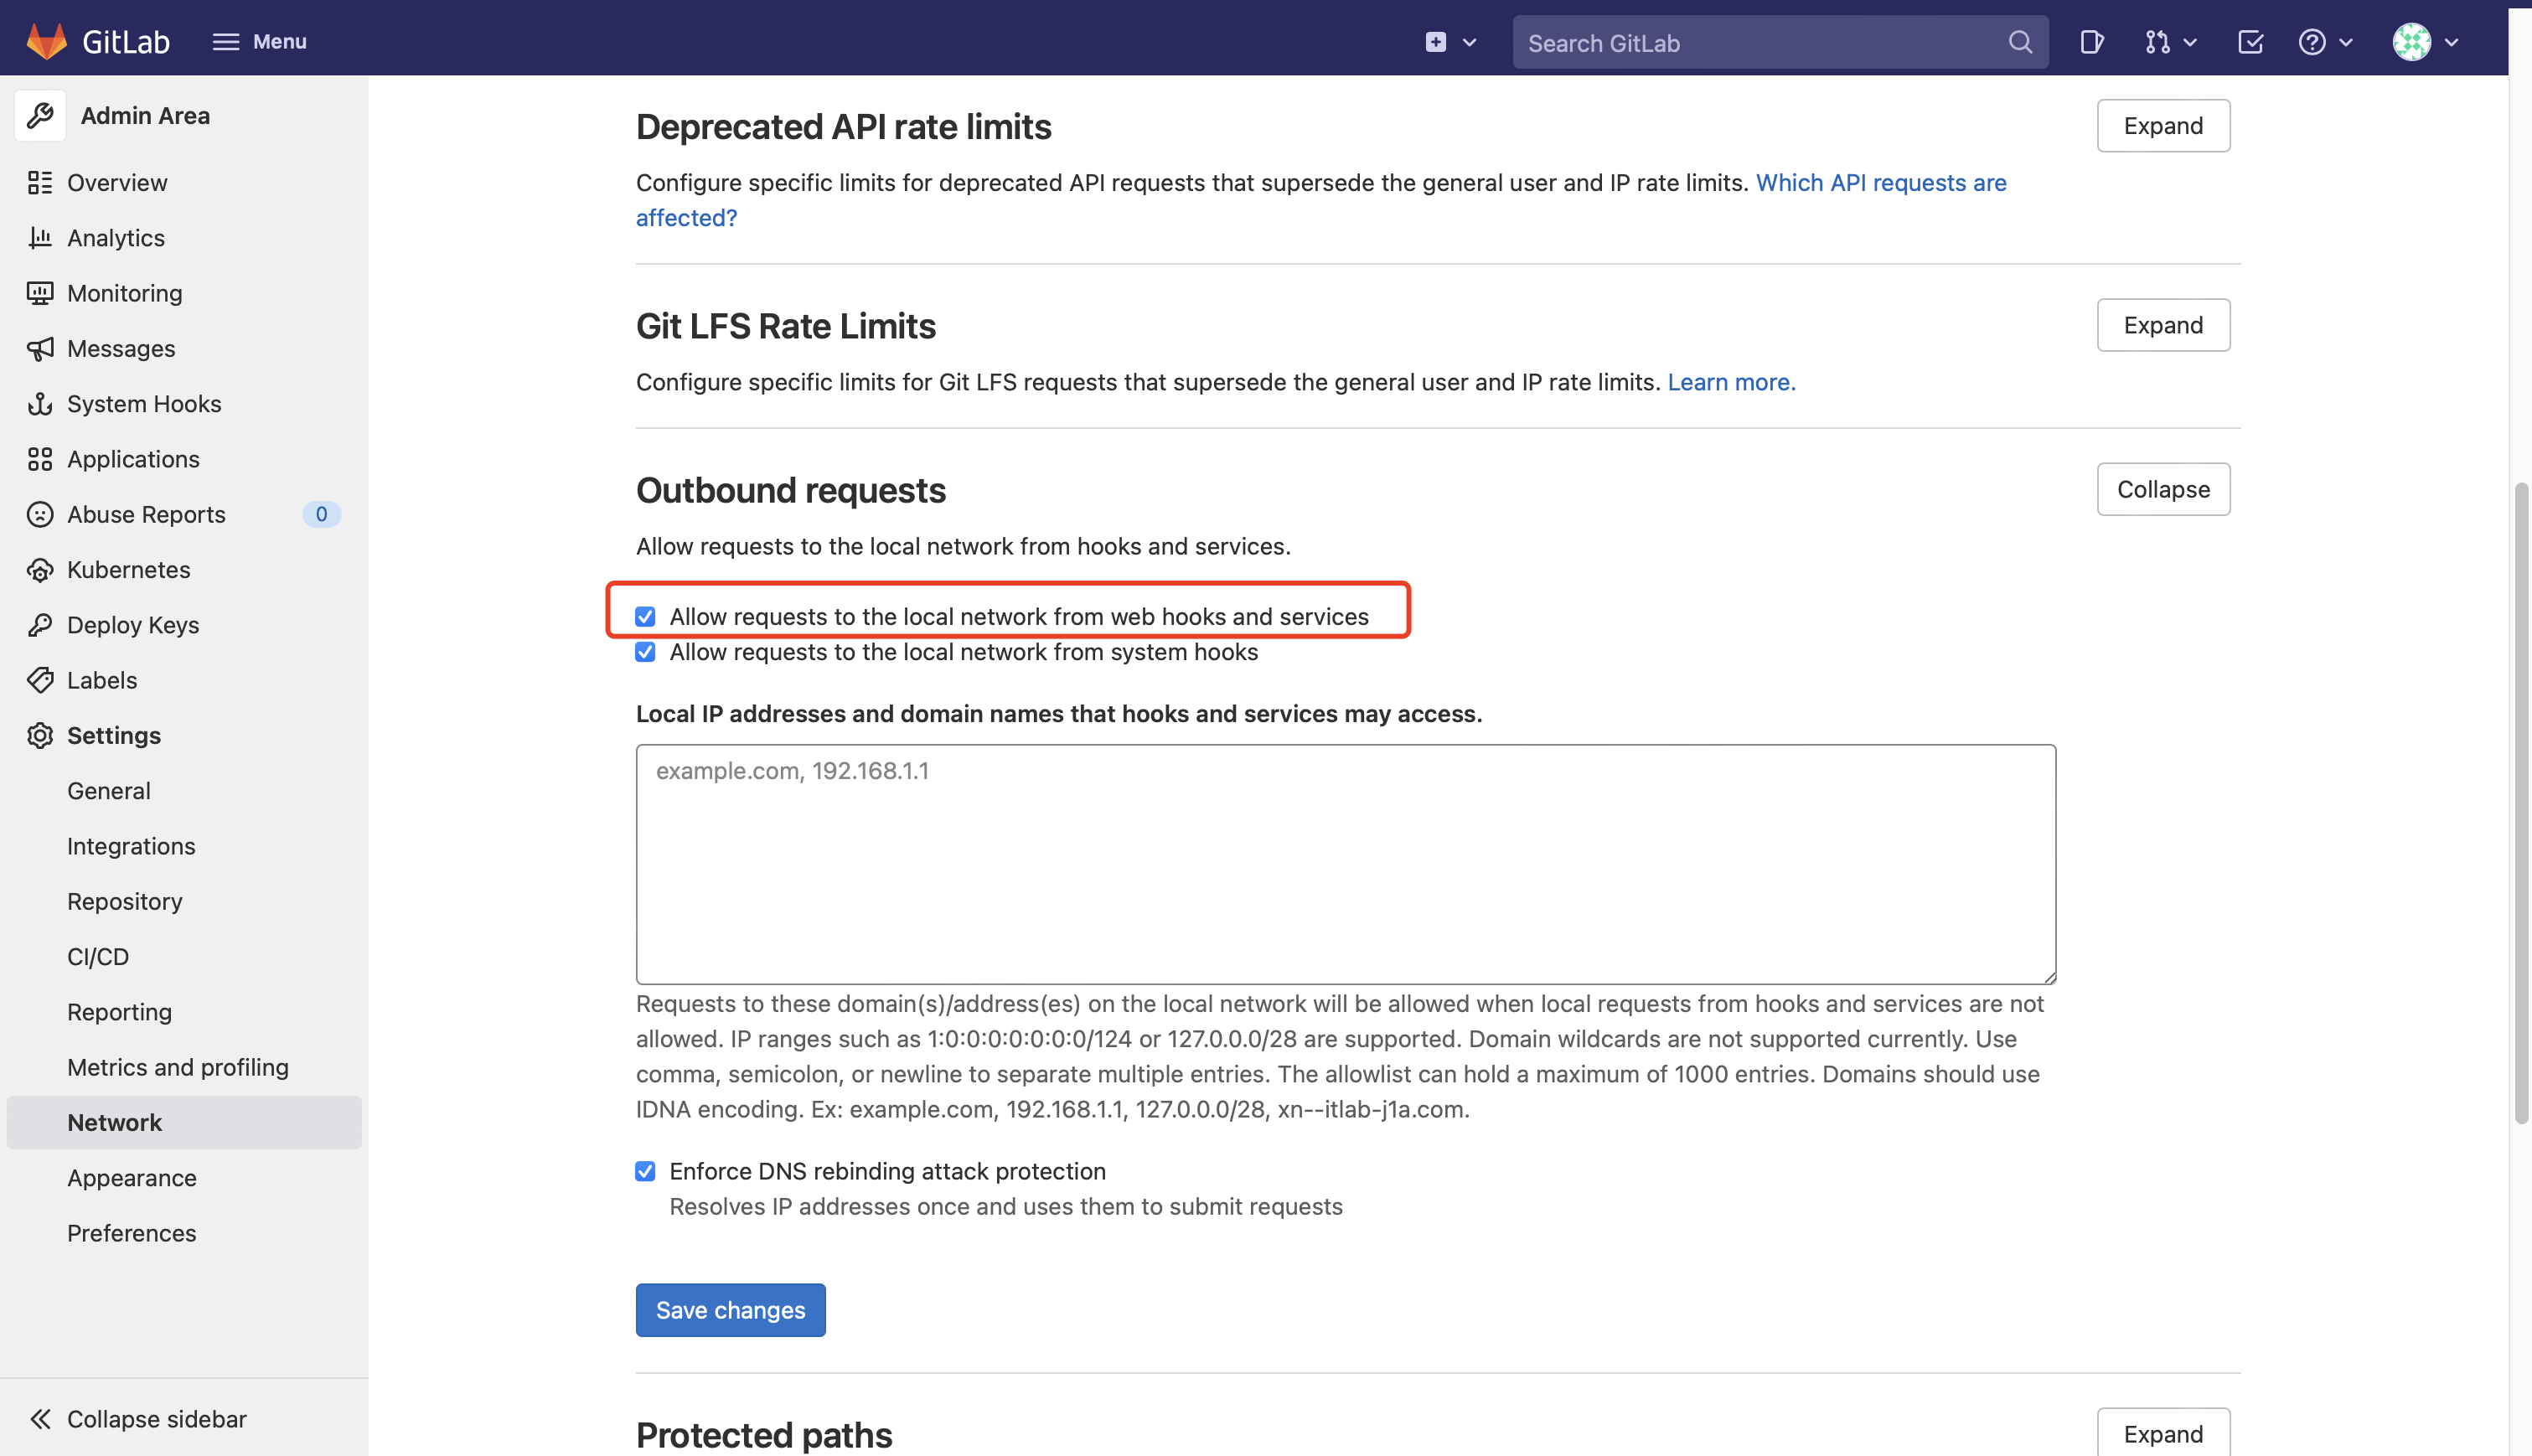 GitLab
Menu
Search GitLab
Admin Area
Overview
Analytics
Monitoring
Messages
System Hooks
Applications
Abuse Reports
0
Kubernetes
Deploy Keys
Labels
Settings
General
Integrations
Repository
CI/CD
Reporting
Metrics and profiling
Network
Appearance
Preferences
Collapse sidebar
Deprecated API rate limits
Expand
Configure specific limits for deprecated API requests that supersede the general user and IP rate limits. Which API requests are
affected?
Git LFS Rate Limits
Expand
Configure specific limits for Git LFS requests that supersede the general user and IP rate limits. Learn more.
Outbound requests
Collapse
Allow requests to the local network from hooks and services.
Allow requests to the local network from web hooks and services
Allow requests to the local network from system hooks
Local IP addresses and domain names that hooks and services may access.
example.com, 192.168.1.1
Requests to these domain(s)/address(es) on the local network will be allowed when local requests from hooks and services are not
allowed. IP ranges such as 1:0:0:0:0:0:0:0/124 or 127.0.0.0/28 are supported. Domain wildcards are not supported currently. Use
comma, semicolon, or newline to separate multiple entries. The allowlist can hold a maximum of 1000 entries. Domains should use
IDNA encoding. Ex: example.com, 192.168.1.1, 127.0.0.0/28, xn--itlab-j1a.com.
Enforce DNS rebinding attack protection
Resolves IP addresses once and uses them to submit requests
Save changes
Protected paths
Expand